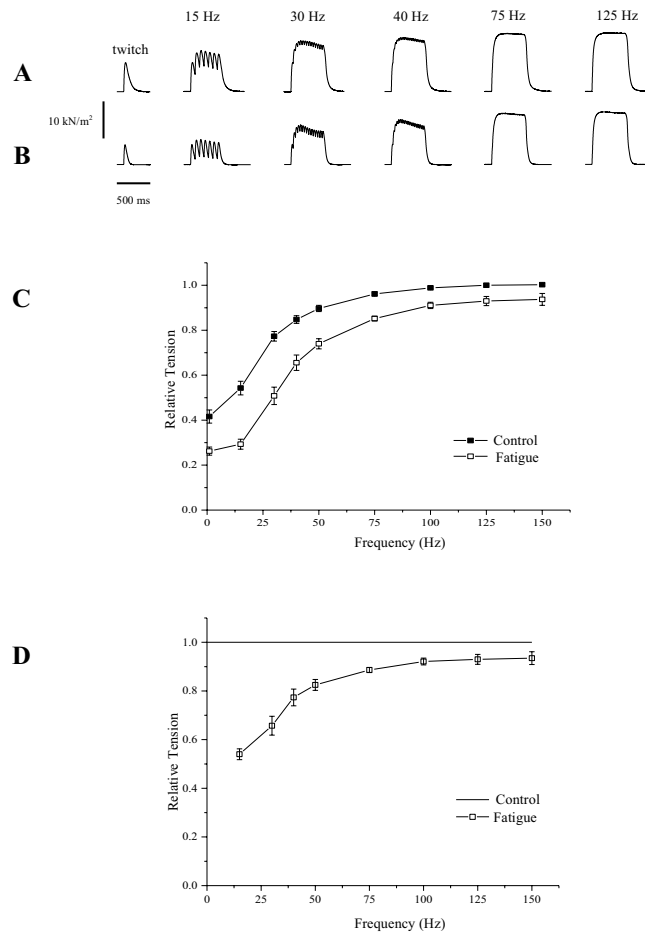 15 Hz 30 Hz 40 Hz 75 Hz 125 Hz
twitch
A
10 kN/m²
B
500 ms
C
1.0
0.8
0.6
0.4
0.2
0.0
Relative Tension
Control
Fatigue
0 25 50 75 100 125 150
Frequency (Hz)
D
1.0
0.8
0.6
0.4
0.2
0.0
Relative Tension
Control
Fatigue
0 25 50 75 100 125 150
Frequency (Hz)